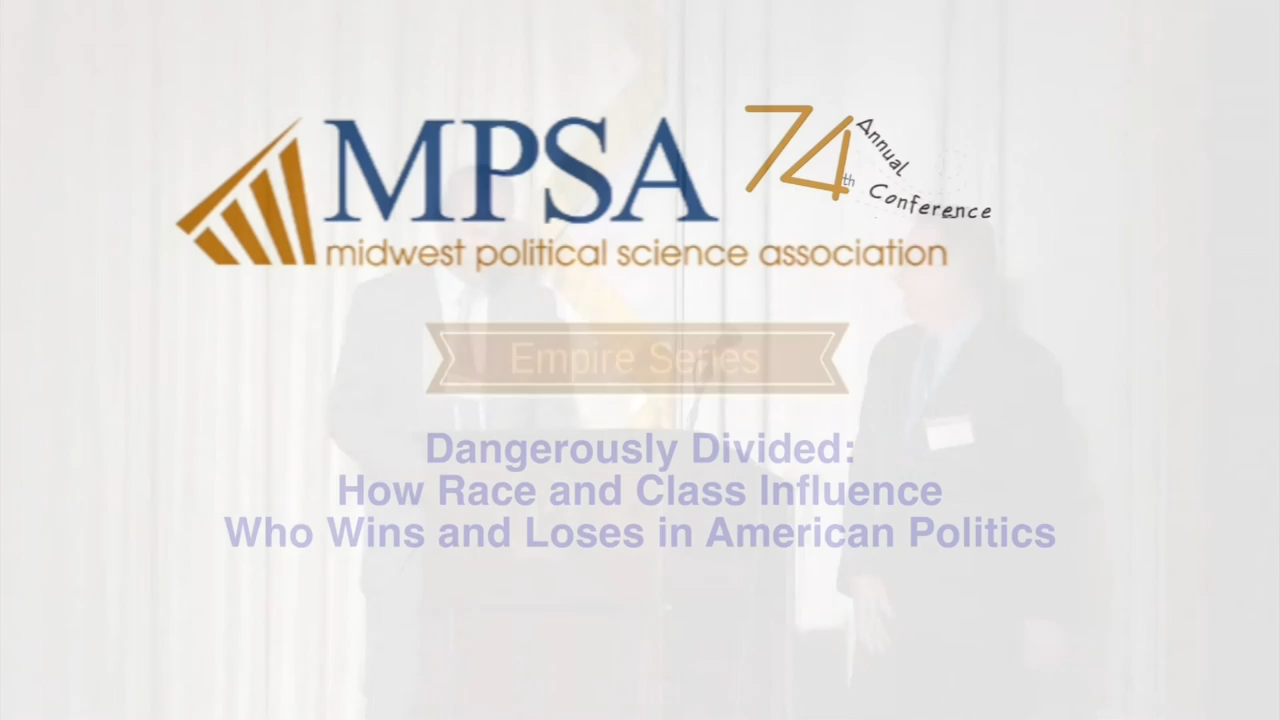 MPSA
midwest political science association
74th Annual Conference
Empire Series
Dangerously Divided:
How Race and Class Influence
Who Wins and Loses in American Politics